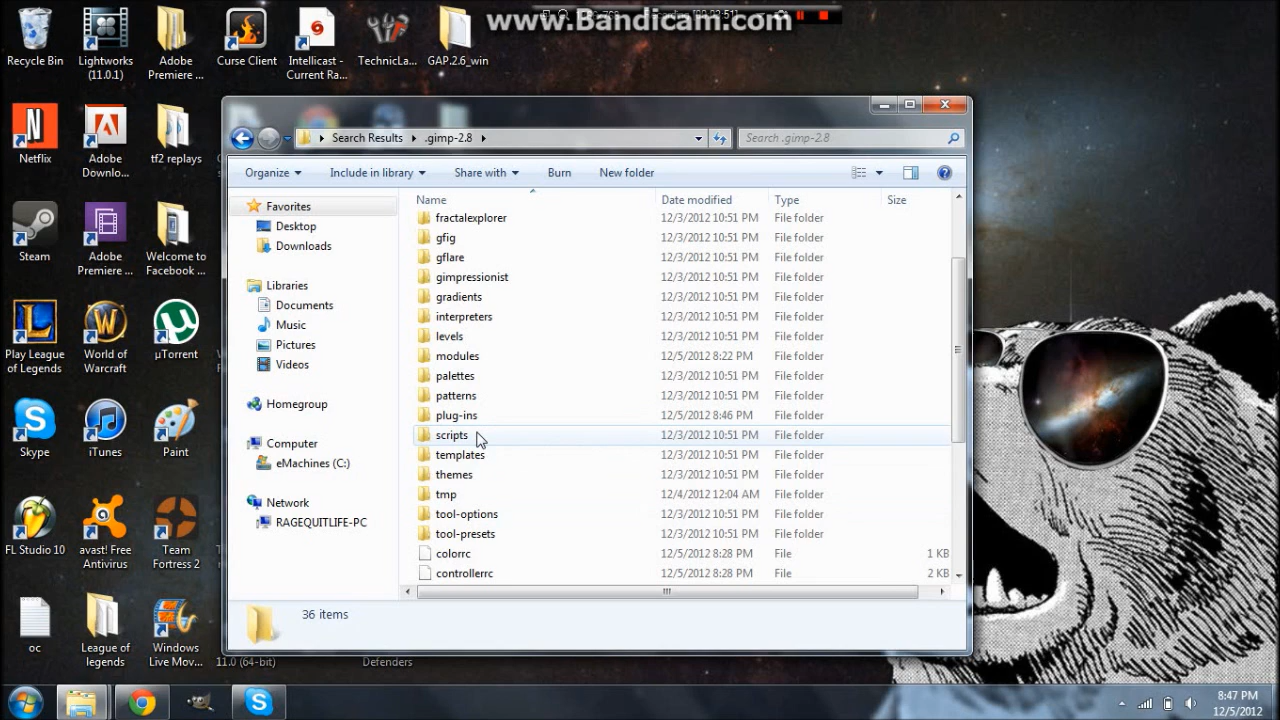 www.Bandicam.com
Recycle Bin
Lightworks (11.0.1)
Adobe Premiere ...
Curse Client
Intellicast - Current Ra...
TechnicLa...
GAP.2.6_win
Netflix
Adobe Downlo...
tf2 replays
Steam
Adobe Premiere ...
Welcome to Facebook ...
Play League of Legends
World of Warcraft
µTorrent
Skype
iTunes
Paint
FL Studio 10
avast! Free Antivirus
Team Fortress 2
oc
League of legends
Windows Live Mov...
11.0 (64-bit)
Defenders
Search Results
.gimp-2.8
Search .gimp-2.8
Organize
Include in library
Share with
Burn
New folder
Favorites
Desktop
Downloads
Libraries
Documents
Music
Pictures
Videos
Homegroup
Computer
eMachines (C:)
Network
RAGEQUITLIFE-PC
Name Date modified Type Size
fractalexplorer 12/3/2012 10:51 PM File folder
gfig 12/3/2012 10:51 PM File folder
gflare 12/3/2012 10:51 PM File folder
gimpressionist 12/3/2012 10:51 PM File folder
gradients 12/3/2012 10:51 PM File folder
interpreters 12/3/2012 10:51 PM File folder
levels 12/3/2012 10:51 PM File folder
modules 12/5/2012 8:22 PM File folder
palettes 12/3/2012 10:51 PM File folder
patterns 12/3/2012 10:51 PM File folder
plug-ins 12/5/2012 8:46 PM File folder
scripts 12/3/2012 10:51 PM File folder
templates 12/3/2012 10:51 PM File folder
themes 12/3/2012 10:51 PM File folder
tmp 12/4/2012 12:04 AM File folder
tool-options 12/3/2012 10:51 PM File folder
tool-presets 12/3/2012 10:51 PM File folder
colorrc 12/5/2012 8:28 PM File 1 KB
controllerrc 12/5/2012 8:28 PM File 2 KB
36 items
8:47 PM
12/5/2012